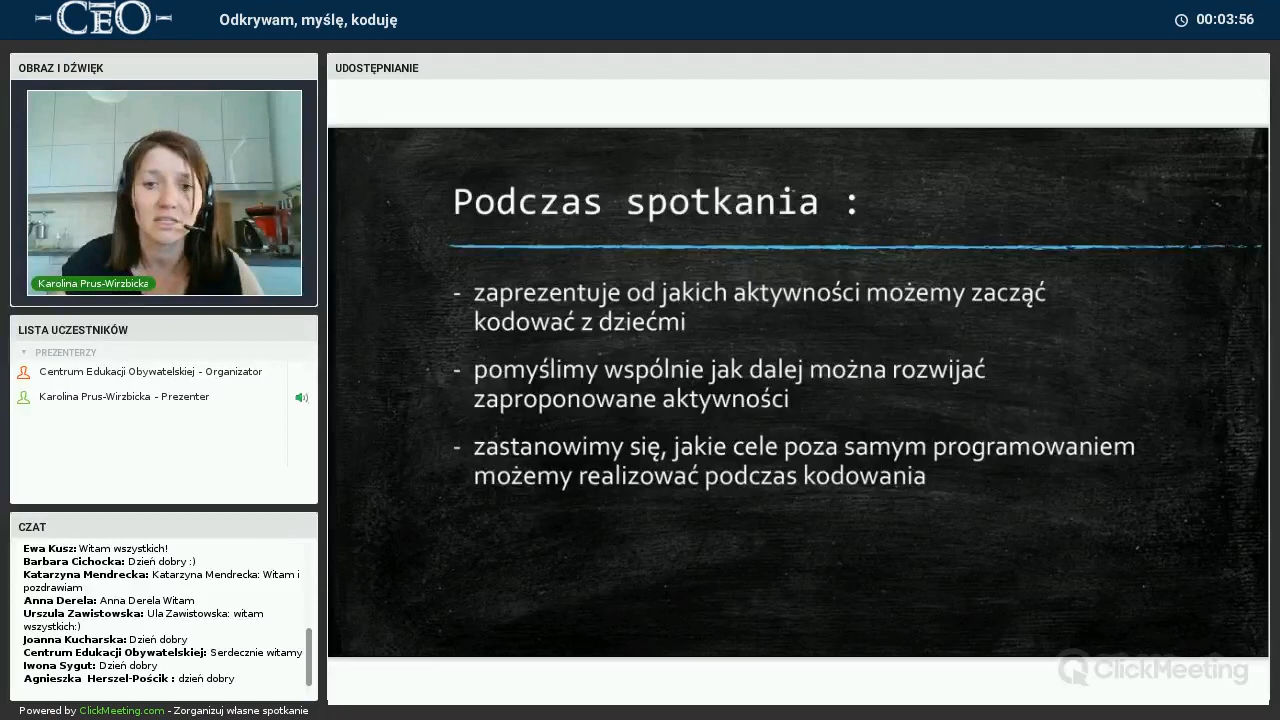 CEO
Odkrywam, myślę, koduję
00:03:56
OBRAZ I DŹWIĘK
Karolina Prus-Wirzbicka
LISTA UCZESTNIKÓW
PREZENTERZY
Centrum Edukacji Obywatelskiej - Organizator
Karolina Prus-Wirzbicka - Prezenter
CZAT
Ewa Kusz: Witam wszystkich!
Barbara Cichocka: Dzień dobry :)
Katarzyna Mendrecka: Katarzyna Mendrecka: Witam i
pozdrawiam
Anna Derela: Anna Derela Witam
Urszula Zawistowska: Ula Zawistowska: witam
wszystkich:)
Joanna Kucharska: Dzień dobry
Centrum Edukacji Obywatelskiej: Serdecznie witamy
Iwona Sygut: Dzień dobry
Agnieszka Herszel-Pościk : dzień dobry
Powered by ClickMeeting.com - Zorganizuj własne spotkanie
UDOSTĘPNIANIE
Podczas spotkania :
- zaprezentuje od jakich aktywności możemy zacząć
kodować z dziećmi
- pomyślimy wspólnie jak dalej można rozwijać
zaproponowane aktywności
- zastanowimy się, jakie cele poza samym programowaniem
możemy realizować podczas kodowania
ClickMeeting